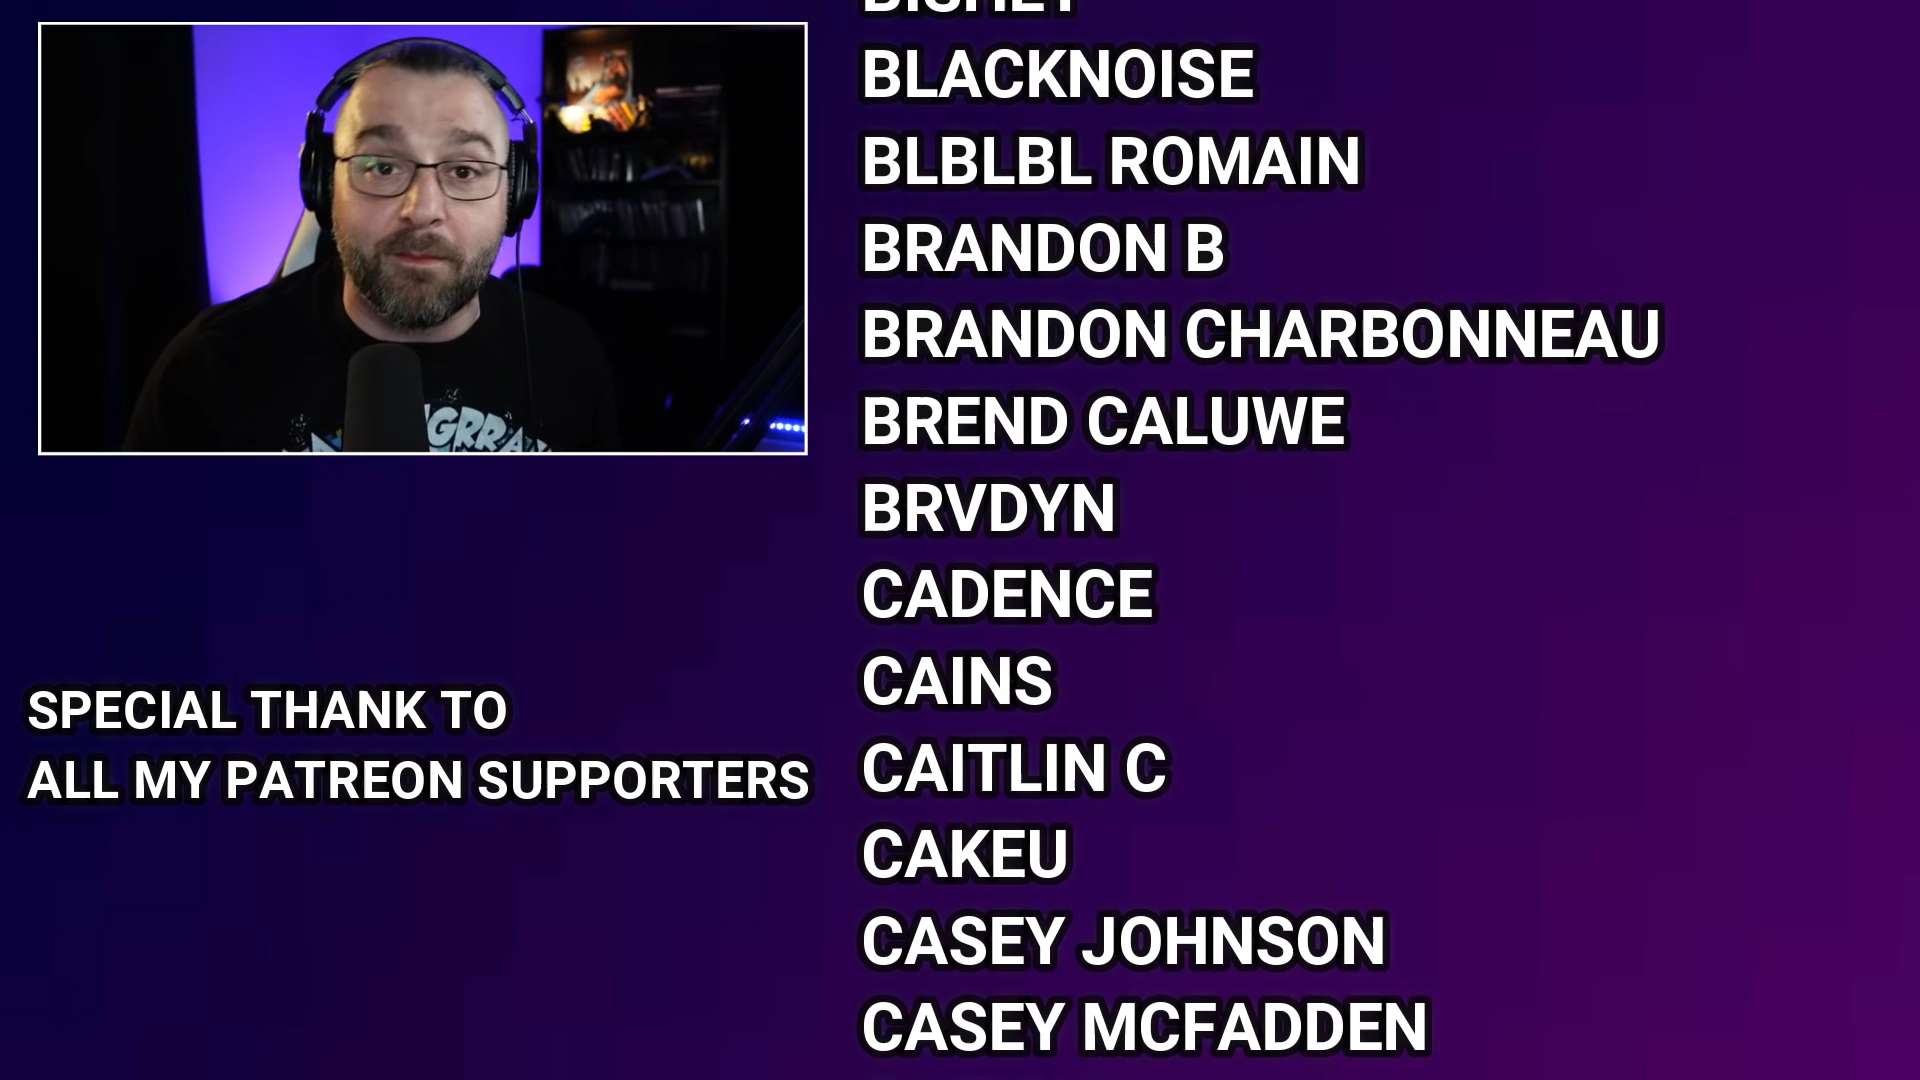 BLACKNOISE
BLBLBL ROMAIN
BRANDON B
BRANDON CHARBONNEAU
BREND CALUWE
BRVDYN
CADENCE
CAINS
CAITLIN C
CAKEU
CASEY JOHNSON
CASEY MCFADDEN
SPECIAL THANK TO
ALL MY PATREON SUPPORTERS